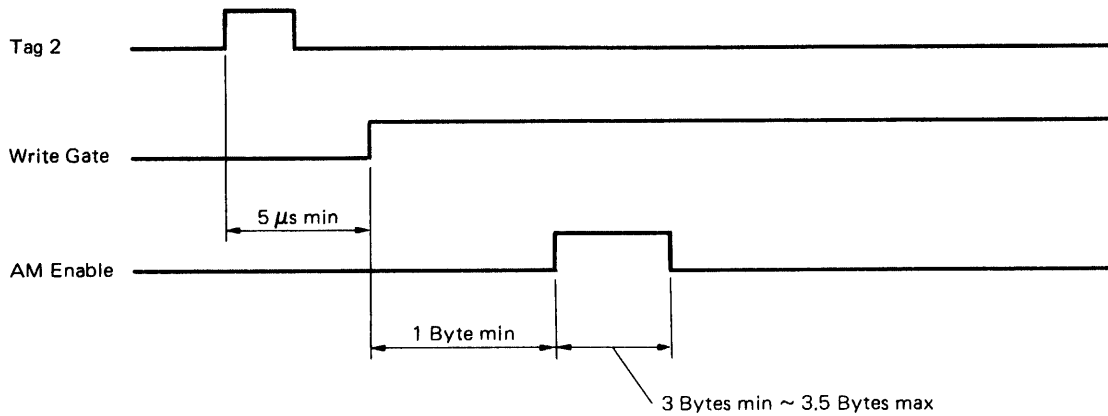 Tag 2
Write Gate
5 μs min
AM Enable
1 Byte min
3 Bytes min ~ 3.5 Bytes max